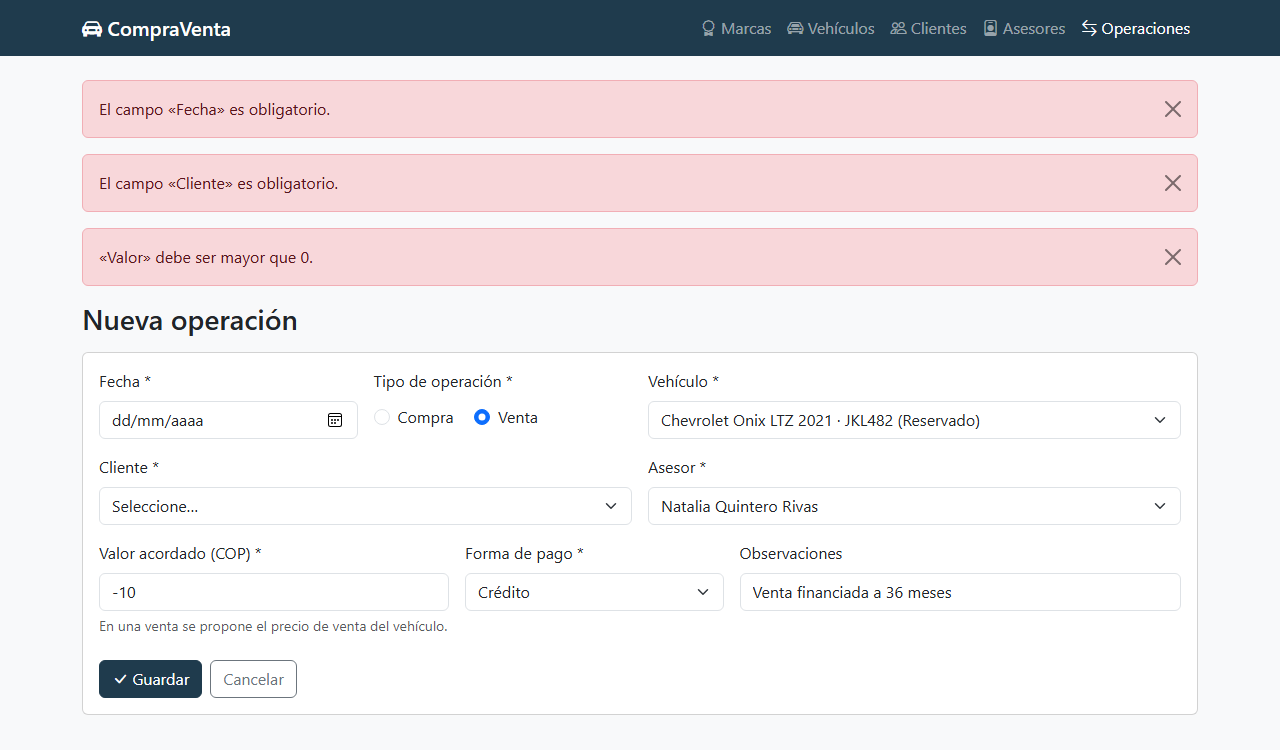 CompraVenta
Marcas Vehículos Clientes Asesores Operaciones
El campo «Fecha» es obligatorio.
El campo «Cliente» es obligatorio.
«Valor» debe ser mayor que 0.
Nueva operación
Fecha * Tipo de operación * Vehículo *
dd/mm/aaaa Compra Venta Chevrolet Onix LTZ 2021 · JKL482 (Reservado)
Cliente * Asesor *
Seleccione... Natalia Quintero Rivas
Valor acordado (COP) * Forma de pago * Observaciones
-10 Crédito Venta financiada a 36 meses
En una venta se propone el precio de venta del vehículo.
Guardar Cancelar